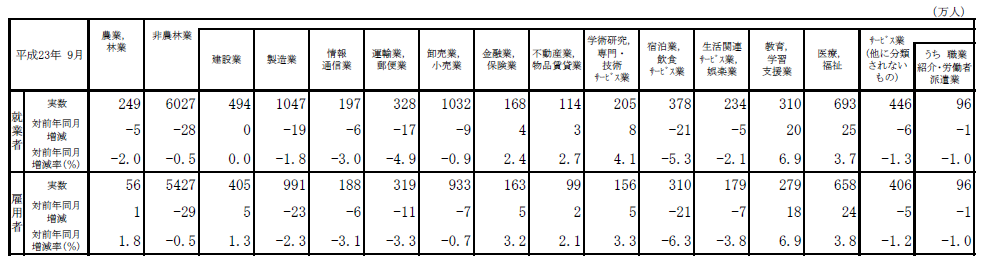 (万人)
平成23年 9月 農業,林業 非農林業 建設業 製造業 情報通信業 運輸業,郵便業 卸売業,小売業 金融業,保険業 不動産業,物品賃貸業 学術研究,専門・技術ｻｰﾋﾞｽ業 宿泊業,飲食ｻｰﾋﾞｽ業 生活関連ｻｰﾋﾞｽ業,娯楽業 教育,学習支援業 医療,福祉 ｻｰﾋﾞｽ業(他に分類されないもの) うち 職業紹介・労働者派遣業
就業者
実数 249 6027 494 1047 197 328 1032 168 114 205 378 234 310 693 446 96
対前年同月増減 -5 -28 0 -19 -6 -17 -9 4 3 8 -21 -5 20 25 -6 -1
対前年同月増減率(%) -2.0 -0.5 0.0 -1.8 -3.0 -4.9 -0.9 2.4 2.7 4.1 -5.3 -2.1 6.9 3.7 -1.3 -1.0
雇用者
実数 56 5427 405 991 188 319 933 163 99 156 310 179 279 658 406 96
対前年同月増減 1 -29 5 -23 -6 -11 -7 5 2 5 -21 -7 18 24 -5 -1
対前年同月増減率(%) 1.8 -0.5 1.3 -2.3 -3.1 -3.3 -0.7 3.2 2.1 3.3 -6.3 -3.8 6.9 3.8 -1.2 -1.0